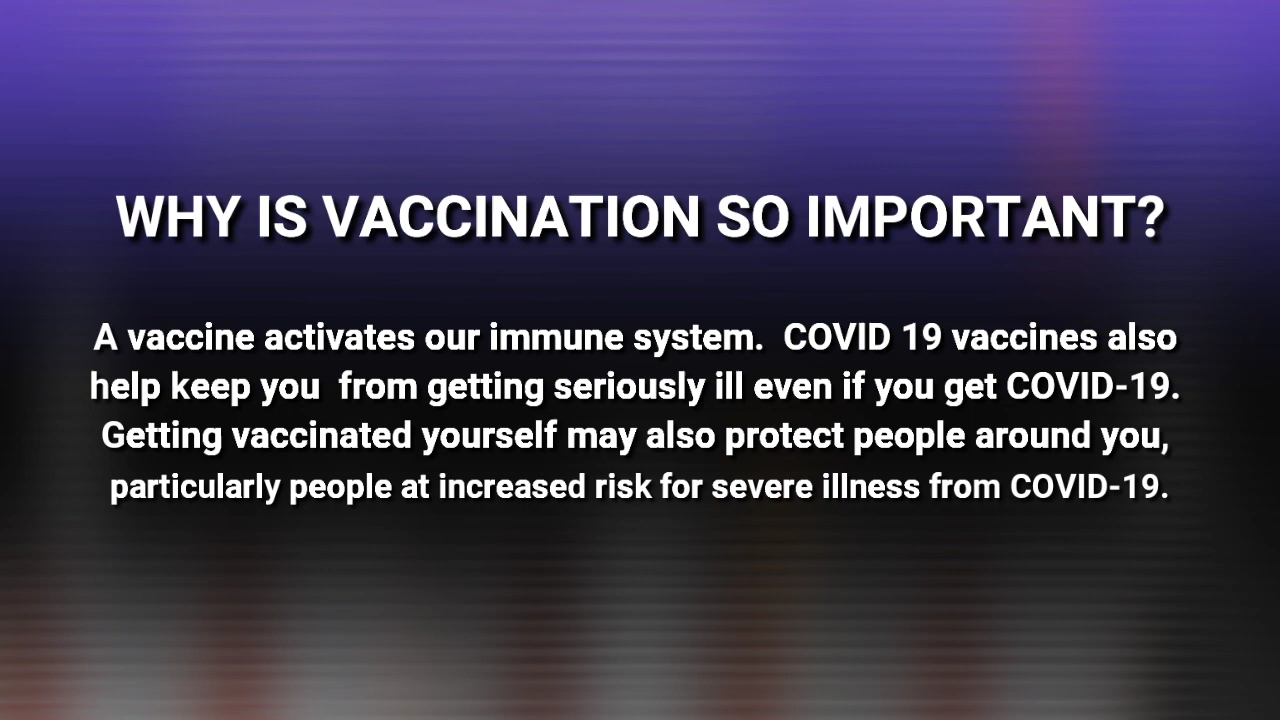 WHY IS VACCINATION SO IMPORTANT?
A vaccine activates our immune system.  COVID 19 vaccines also
help keep you  from getting seriously ill even if you get COVID-19.
Getting vaccinated yourself may also protect people around you,
particularly people at increased risk for severe illness from COVID-19.